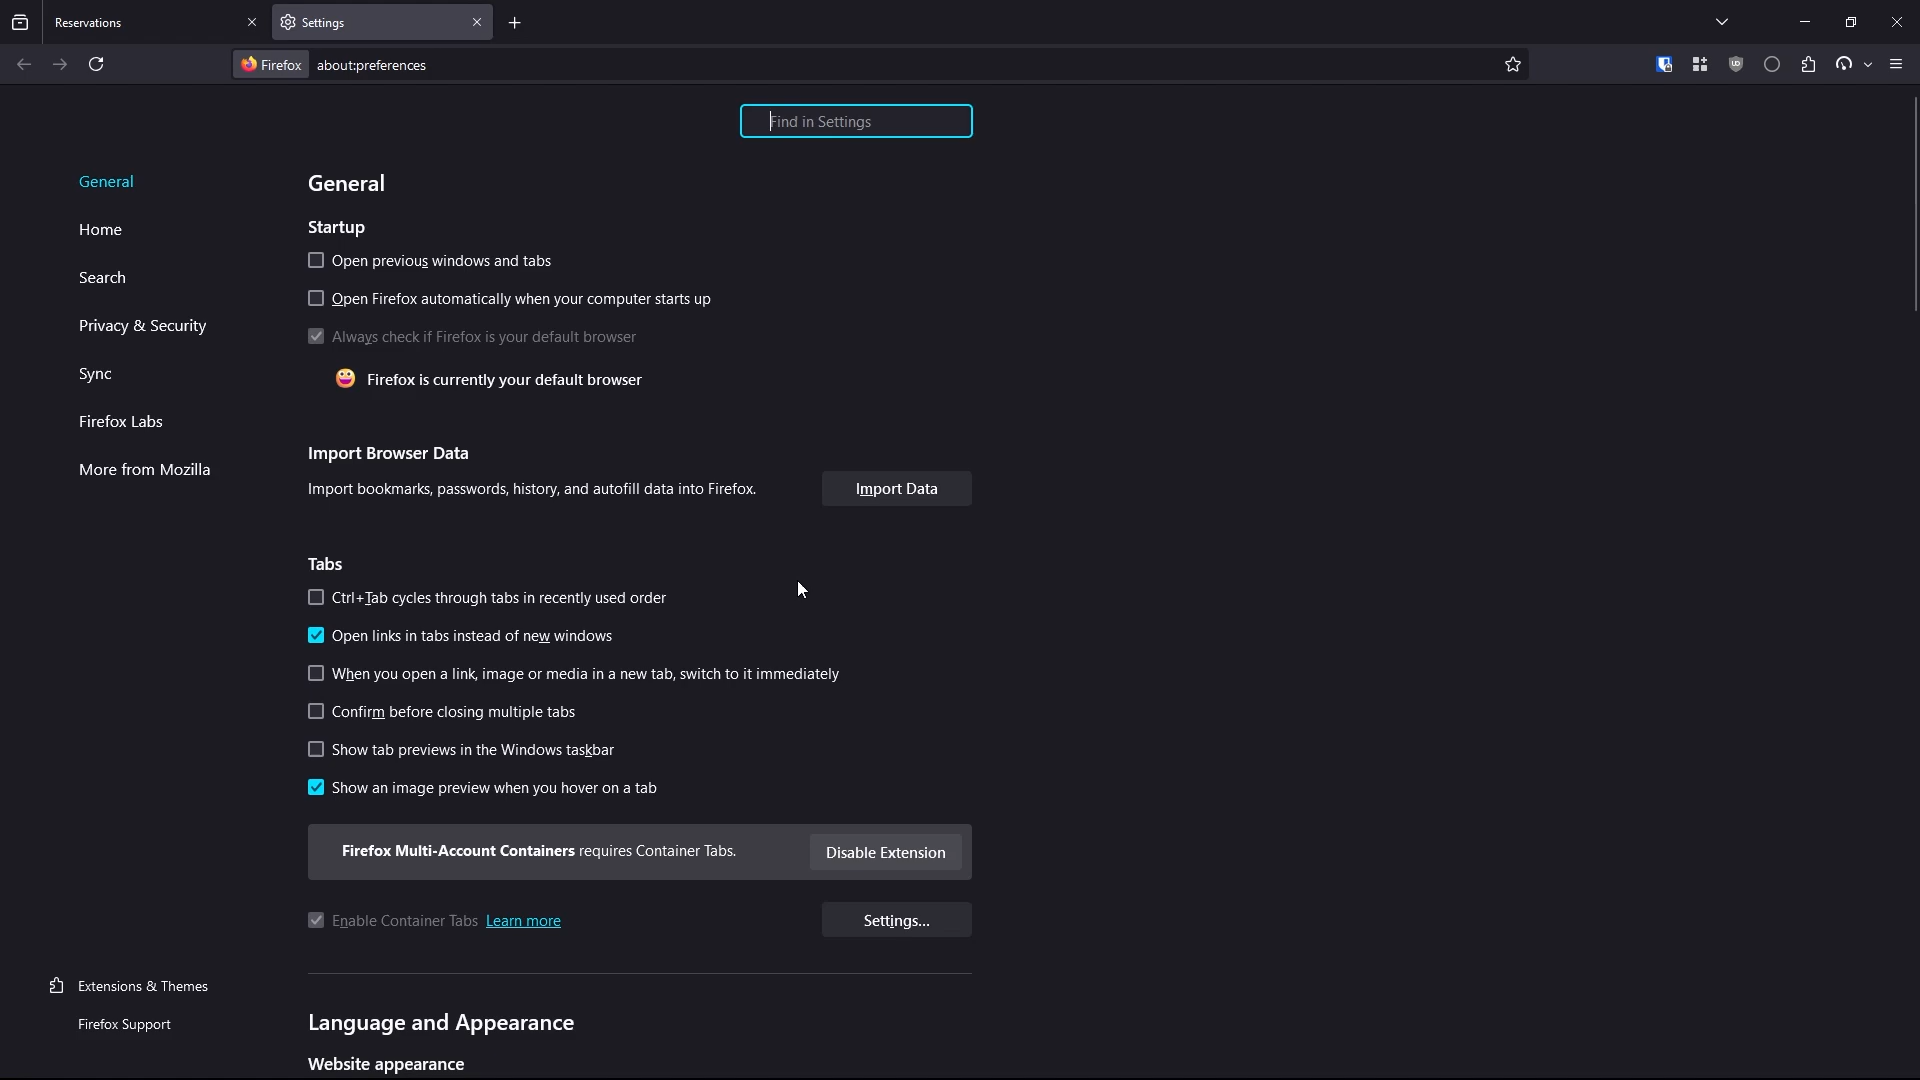 Reservations
Settings
Firefox
about:preferences
Find in Settings
General
Home
Search
Privacy & Security
Sync
Firefox Labs
More from Mozilla
Extensions & Themes
Firefox Support
General
Startup
Open previous windows and tabs
Open Firefox automatically when your computer starts up
Always check if Firefox is your default browser
Firefox is currently your default browser
Import Browser Data
Import bookmarks, passwords, history, and autofill data into Firefox.
Import Data
Tabs
Ctrl+Tab cycles through tabs in recently used order
Open links in tabs instead of new windows
When you open a link, image or media in a new tab, switch to it immediately
Confirm before closing multiple tabs
Show tab previews in the Windows taskbar
Show an image preview when you hover on a tab
Firefox Multi-Account Containers requires Container Tabs.
Disable Extension
Enable Container Tabs Learn more
Settings...
Language and Appearance
Website appearance